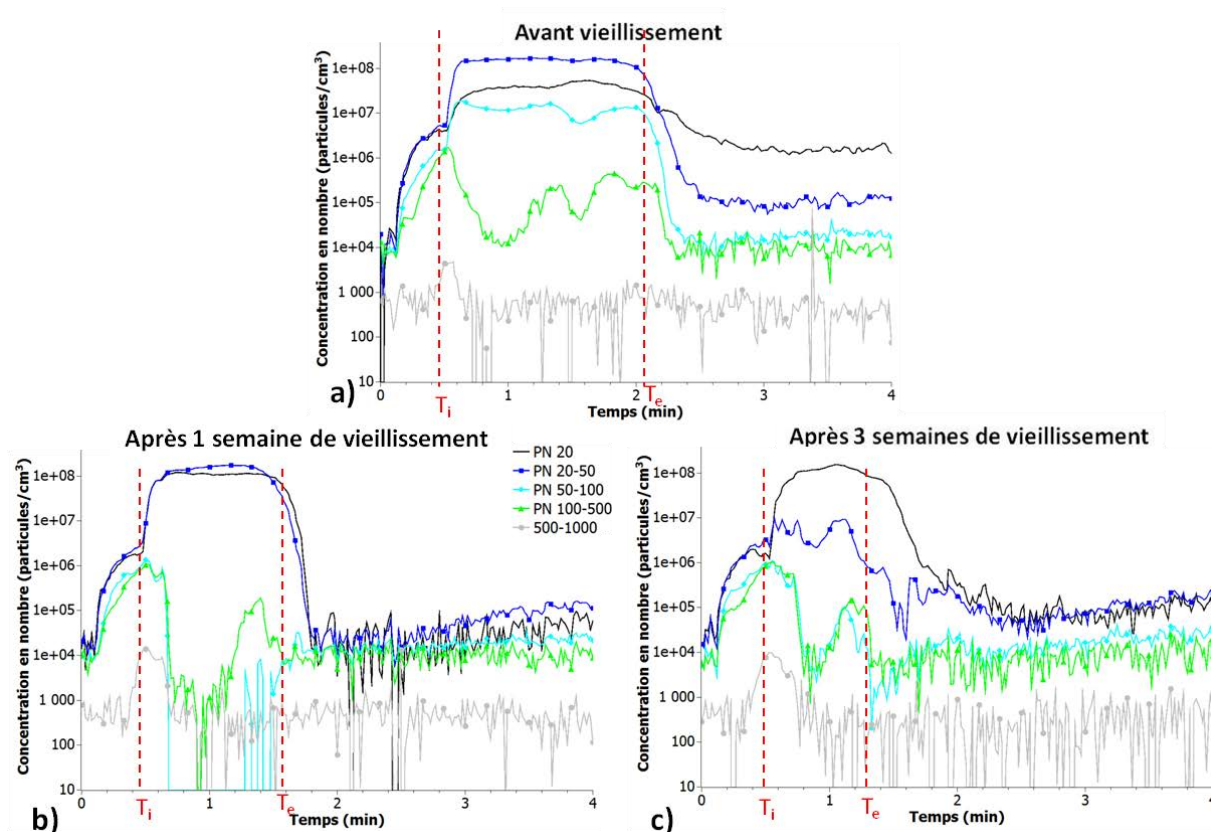 Avant vieillissement
Concentration en nombre (particules/cm³)
1e+08
1e+07
1e+06
1e+05
1e+04
1 000
100
10
0
1
2
3
4
a)
Ti
Te
Temps (min)
Après 1 semaine de vieillissement
Concentration en nombre (particules/cm³)
1e+08
1e+07
1e+06
1e+05
1e+04
1 000
100
10
0
1
2
3
4
b)
Ti
Te
Temps (min)
PN 20
PN 20-50
PN 50-100
PN 100-500
500-1000
Après 3 semaines de vieillissement
Concentration en nombre (particules/cm³)
1e+08
1e+07
1e+06
1e+05
1e+04
1 000
100
10
0
1
2
3
4
c)
Ti
Te
Temps (min)